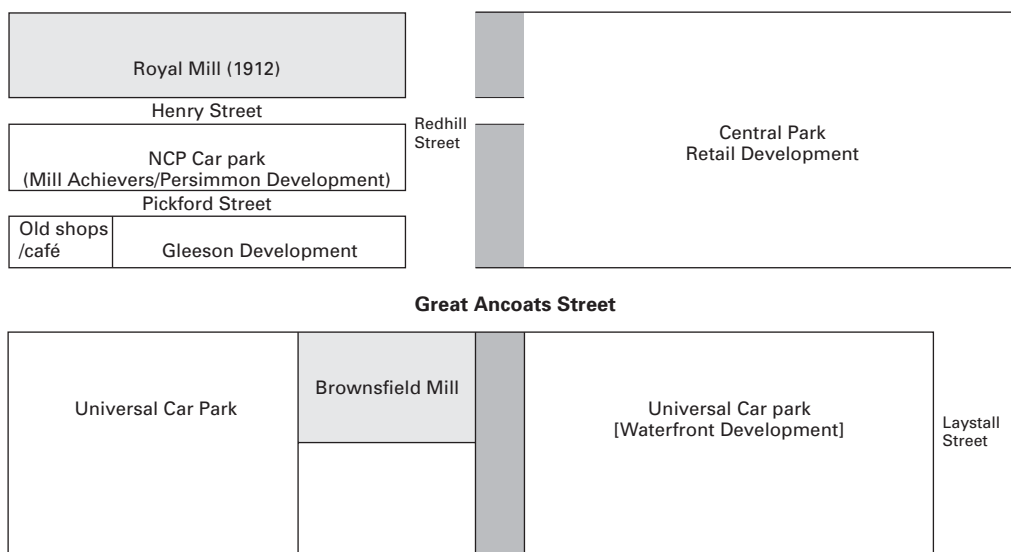 Royal Mill (1912)
Henry Street
Redhill
Street
NCP Car park
(Mill Achievers/Persimmon Development)
Central Park
Retail Development
Pickford Street
Old shops
/café
Gleeson Development
Great Ancoats Street
Universal Car Park
Brownsfield Mill
Universal Car park
[Waterfront Development]
Laystall
Street